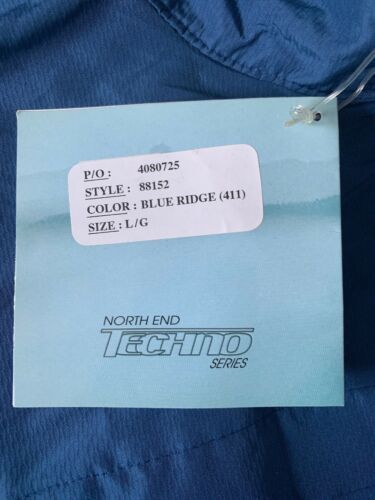 P/O : 4080725
STYLE : 88152
COLOR : BLUE RIDGE (411)
SIZE : L/G
NORTH END
TECHNO
SERIES